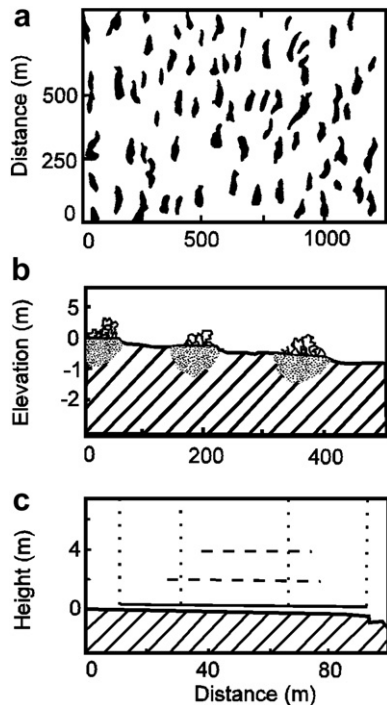 a
Distance (m)
500
250
0
0 500 1000
b
Elevation (m)
5
0
-1
-2
0 200 400
c
Height (m)
4
0
0 40 80
Distance (m)